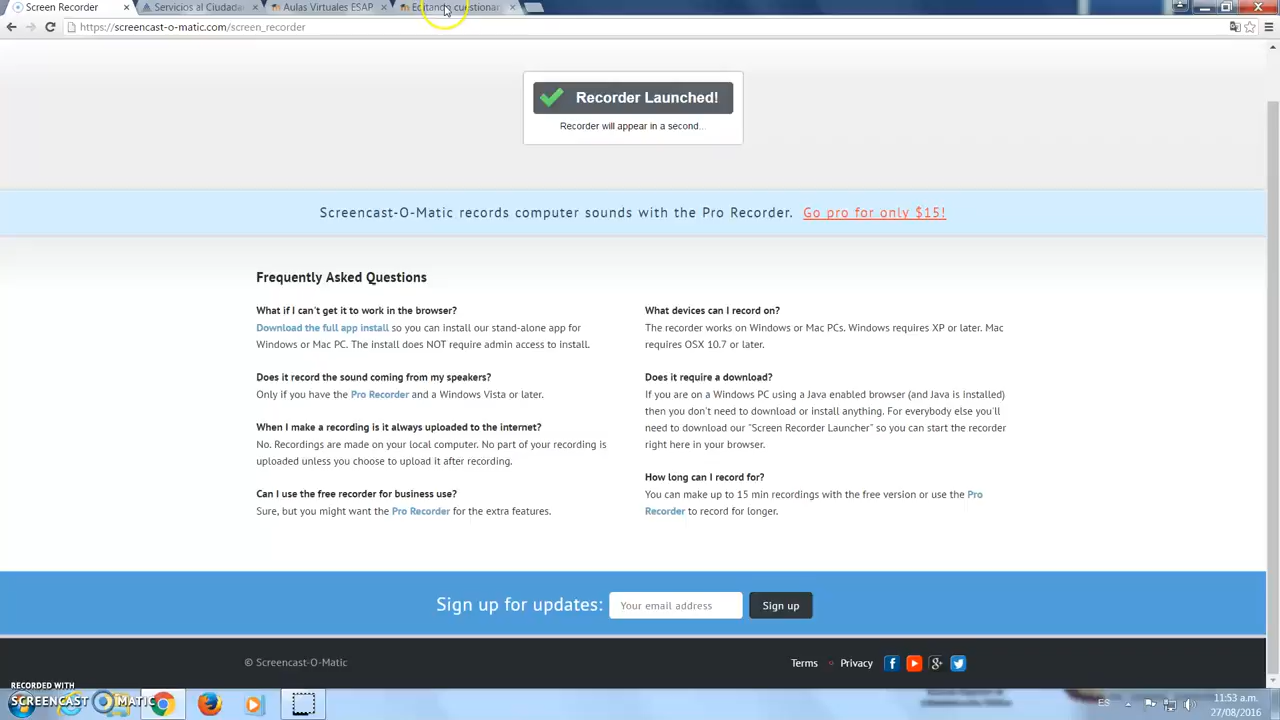 Screen Recorder
Servicios al Ciudadan
Aulas Virtuales ESAP
Editando cuestionar
https://screencast-o-matic.com/screen_recorder
Recorder Launched!
Recorder will appear in a second...
Screencast-O-Matic records computer sounds with the Pro Recorder. Go pro for only $15!
Frequently Asked Questions
What if I can't get it to work in the browser?
Download the full app install so you can install our stand-alone app for
Windows or Mac PC. The install does NOT require admin access to install.
Does it record the sound coming from my speakers?
Only if you have the Pro Recorder and a Windows Vista or later.
When I make a recording is it always uploaded to the internet?
No. Recordings are made on your local computer. No part of your recording is
uploaded unless you choose to upload it after recording.
Can I use the free recorder for business use?
Sure, but you might want the Pro Recorder for the extra features.
What devices can I record on?
The recorder works on Windows or Mac PCs. Windows requires XP or later. Mac
requires OSX 10.7 or later.
Does it require a download?
If you are on a Windows PC using a Java enabled browser (and Java is installed)
then you don't need to download or install anything. For everybody else you'll
need to download our "Screen Recorder Launcher" so you can start the recorder
right here in your browser.
How long can I record for?
You can make up to 15 min recordings with the free version or use the Pro
Recorder to record for longer.
Sign up for updates: Your email address Sign up
© Screencast-O-Matic
Terms Privacy
RECORDED WITH
SCREENCAST MATIC
ES
11:53 a.m.
27/08/2016